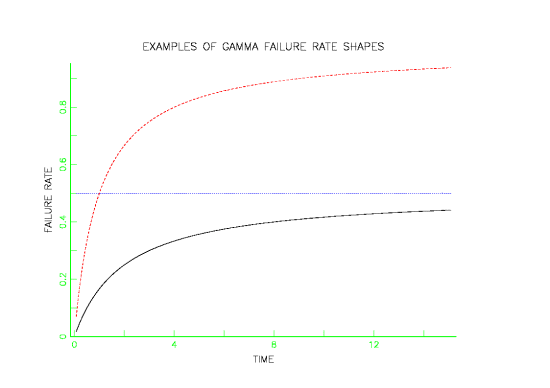 EXAMPLES OF GAMMA FAILURE RATE SHAPES
FAILURE RATE
0.8
0.6
0.4
0.2
0
0 4 8 12
TIME